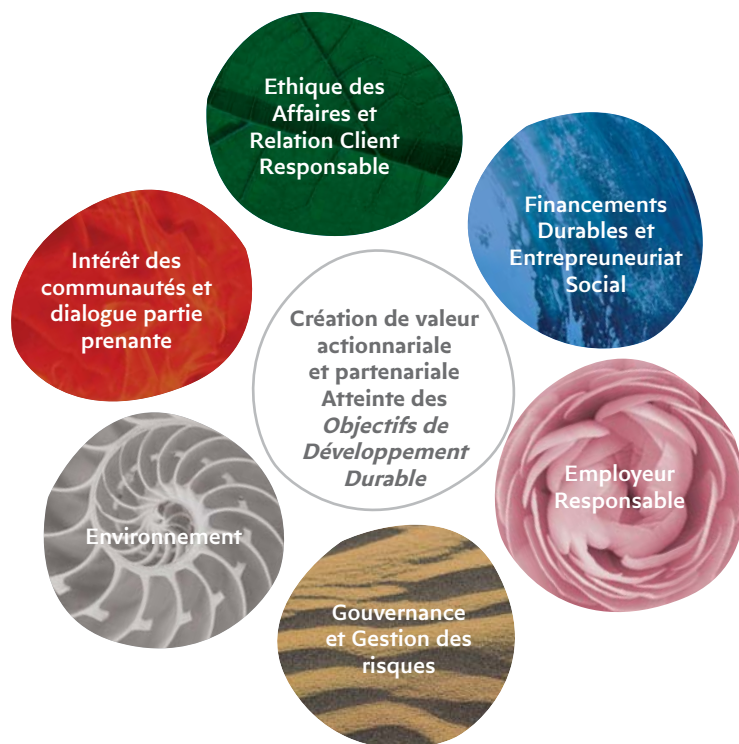 Ethique des
Affaires et
Relation Client
Responsable
Financements
Durables et
Entrepreuneuriat
Social
Intérêt des
communautés et
dialogue partie
prenante
Création de valeur
actionnariale
et partenariale
Atteinte des
Objectifs de
Développement
Durable
Employeur
Responsable
Environnement
Gouvernance
et Gestion des
risques